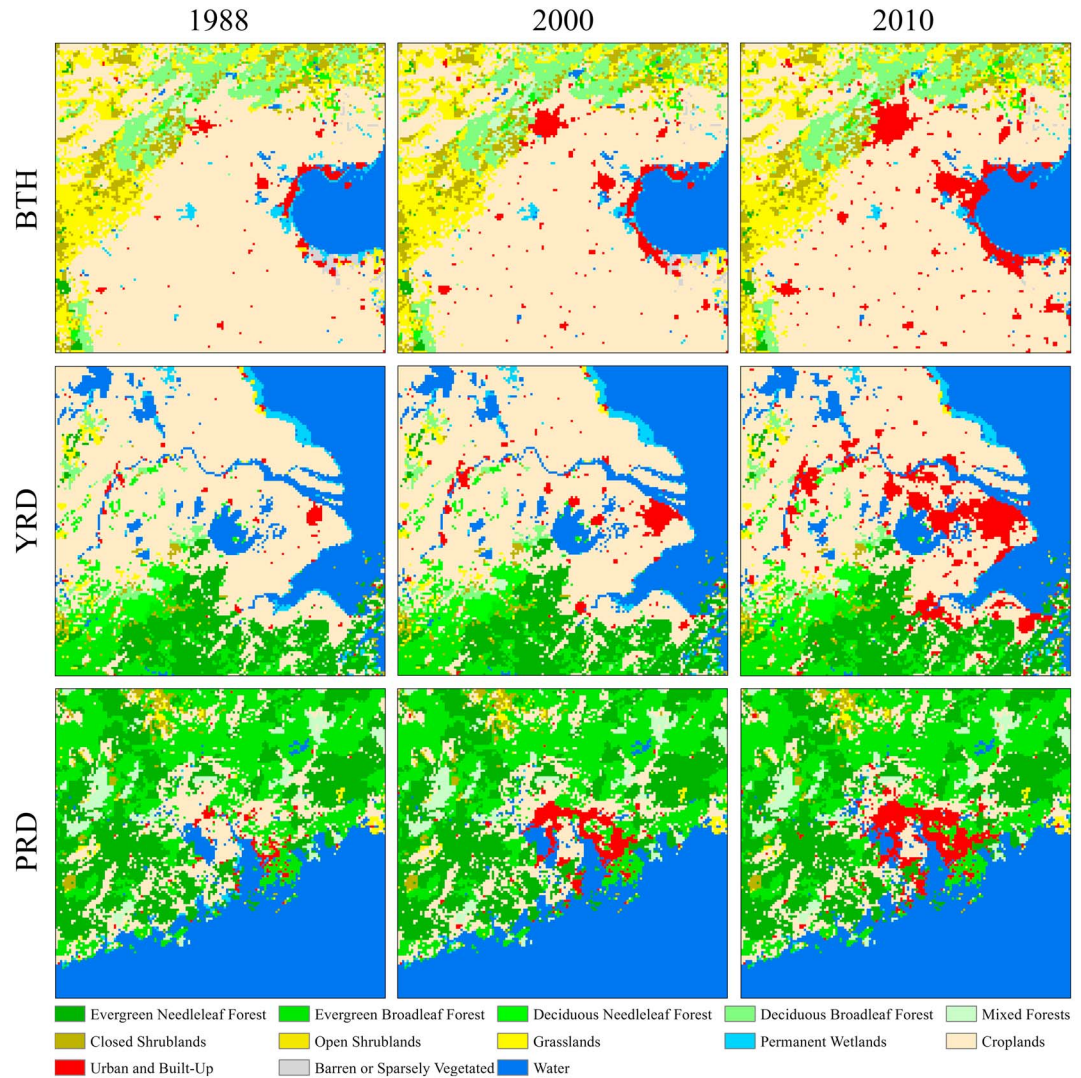 1988 2000 2010
BTH
YRD
PRD
Evergreen Needleleaf Forest Evergreen Broadleaf Forest Deciduous Needleleaf Forest Deciduous Broadleaf Forest Mixed Forests
Closed Shrublands Open Shrublands Grasslands Permanent Wetlands Croplands
Urban and Built-Up Barren or Sparsely Vegetated Water